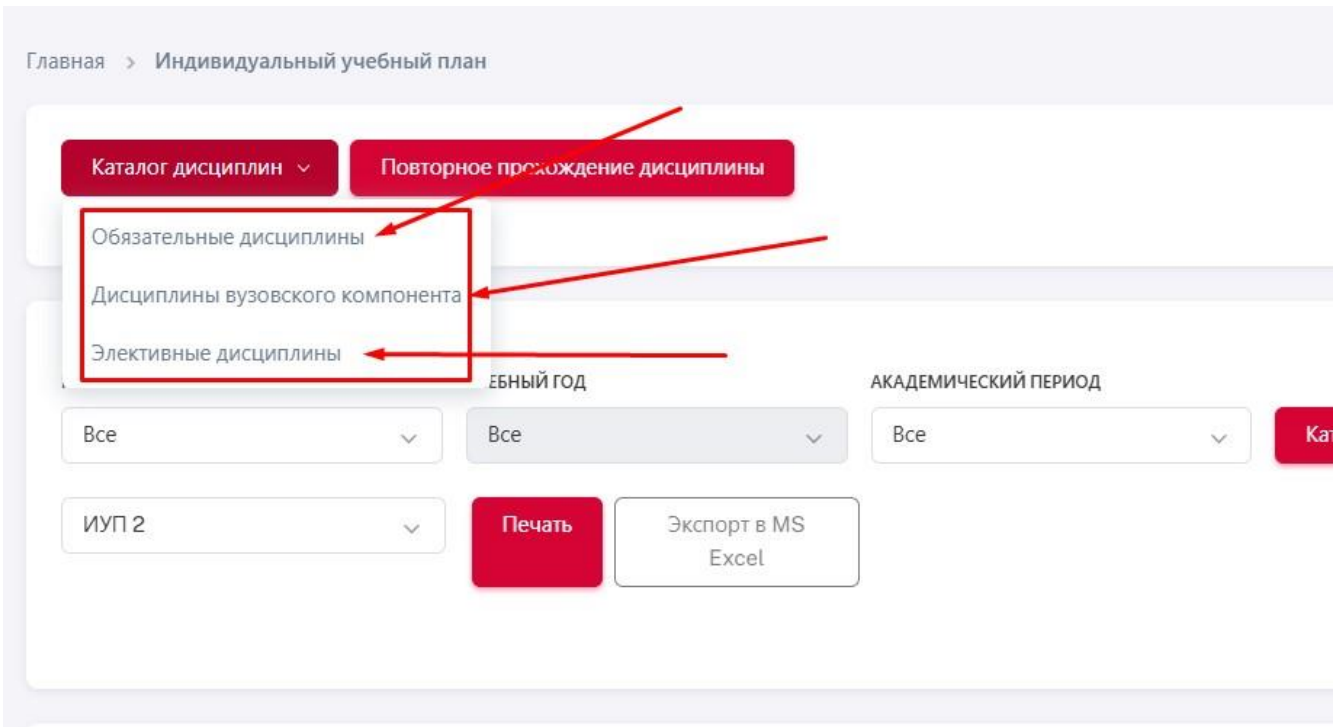 Главная > Индивидуальный учебный план
Каталог дисциплин Повторное прохождение дисциплины
Обязательные дисциплины
Дисциплины вузовского компонента
Элективные дисциплины
ЕБНЫЙ ГОД АКАДЕМИЧЕСКИЙ ПЕРИОД
Все Все Все Кат
ИУП 2 Печать Экспорт в MS
Excel